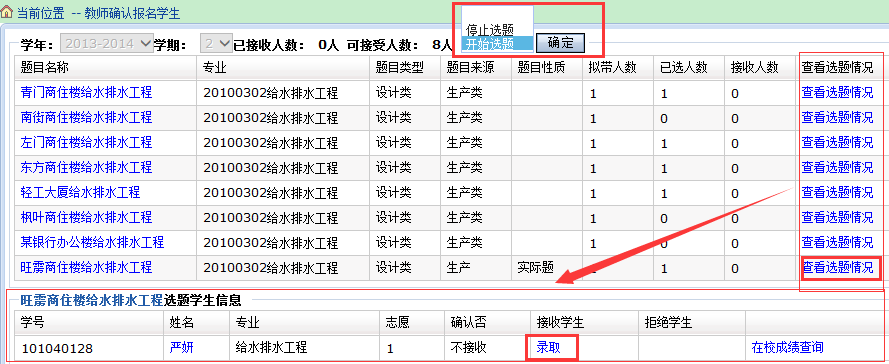 当前位置 -- 教师确认报名学生
停止选题
学年： 2013-2014 学期： 2 已接收人数： 0人 可接受人数： 8人 开始选题 确定
题目名称 专业 题目类型 题目来源 题目性质 拟带人数 已选人数 接收人数 查看选题情况
青门商住楼给水排水工程 20100302给水排水工程 设计类 生产类 1 1 0 查看选题情况
南街商住楼给水排水工程 20100302给水排水工程 设计类 生产类 1 0 0 查看选题情况
左门商住楼给水排水工程 20100302给水排水工程 设计类 生产类 1 1 0 查看选题情况
东方商住楼给水排水工程 20100302给水排水工程 设计类 生产类 1 1 0 查看选题情况
轻工大厦给水排水工程 20100302给水排水工程 设计类 生产类 1 1 0 查看选题情况
枫叶商住楼给水排水工程 20100302给水排水工程 设计类 生产类 1 0 0 查看选题情况
某银行办公楼给水排水工程 20100302给水排水工程 设计类 生产类 1 0 0 查看选题情况
旺雳商住楼给水排水工程 20100302给水排水工程 设计类 生产 实际题 1 0 查看选题情况
旺雳商住楼给水排水工程选题学生信息
学号 姓名 专业 志愿 确认否 接收学生 拒绝学生
101040128 严妍 给水排水工程 1 不接收 录取 在校成绩查询